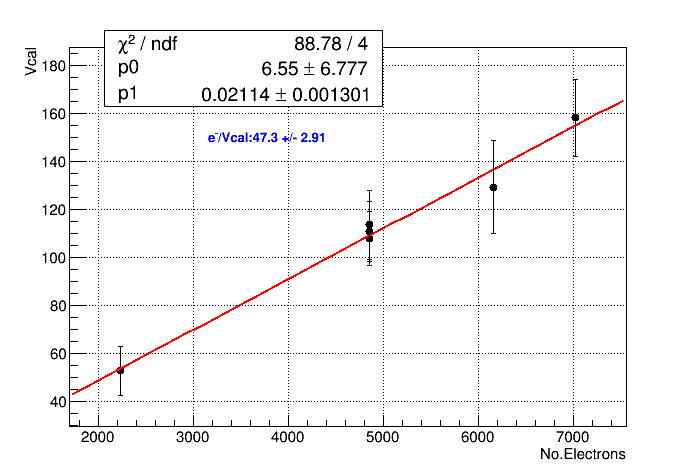 χ² / ndf 88.78 / 4
p0 6.55 ± 6.777
p1 0.02114 ± 0.001301
e⁻/Vcal:47.3 +/- 2.91
Vcal
180
160
140
120
100
80
60
40
2000 3000 4000 5000 6000 7000
No.Electrons